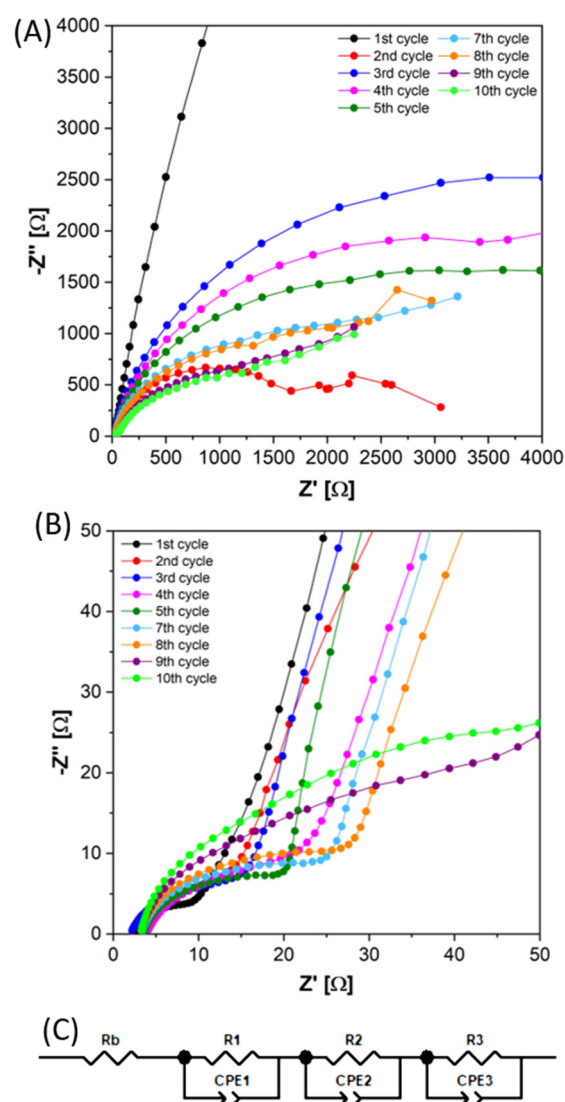 (A)
4000
3500
3000
2500
2000
1500
1000
500
0
-Z" [Ω]
1st cycle
2nd cycle
3rd cycle
4th cycle
5th cycle
7th cycle
8th cycle
9th cycle
10th cycle
0 500 1000 1500 2000 2500 3000 3500 4000
Z' [Ω]
(B)
50
40
30
20
10
0
-Z" [Ω]
1st cycle
2nd cycle
3rd cycle
4th cycle
5th cycle
7th cycle
8th cycle
9th cycle
10th cycle
0 10 20 30 40 50
Z' [Ω]
(C)
Rb R1 R2 R3
CPE1 CPE2 CPE3